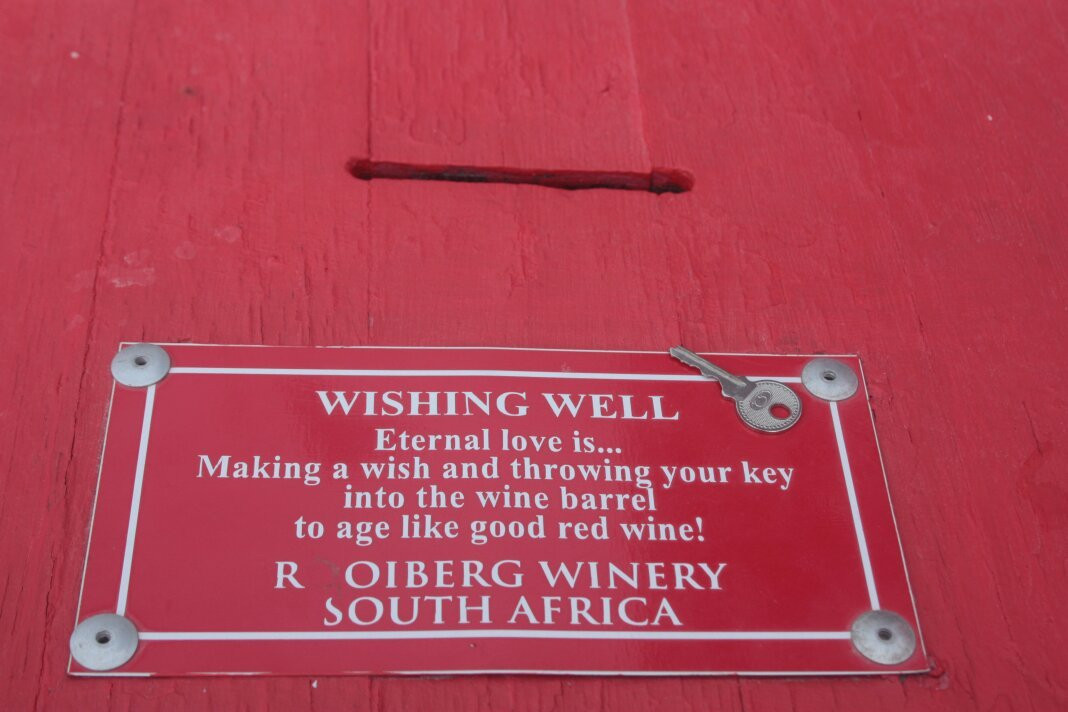 WISHING WELL
Eternal love is...
Making a wish and throwing your key
into the wine barrel
to age like good red wine!
ROOIBERG WINERY
SOUTH AFRICA